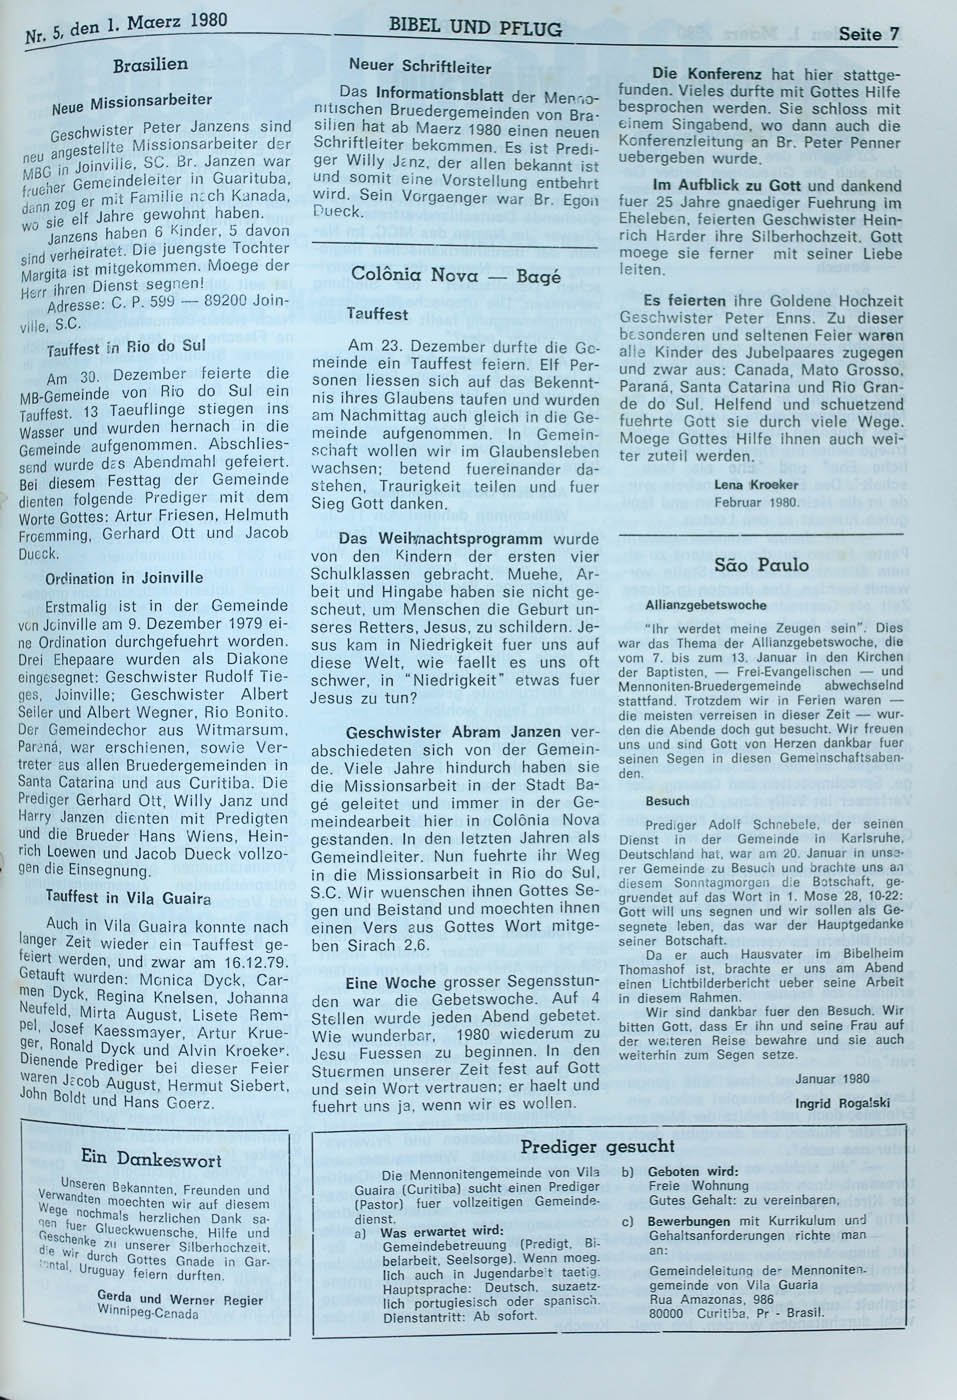 Nr. 5, den 1. Maerz 1980
BIBEL UND PFLUG
Seite 7
Brasilien
Neue Missionsarbeiter
Geschwister Peter Janzens sind
neu angestellte Missionsarbeiter der
MBG in Joinville, SC. Br. Janzen war
frueher Gemeindeleiter in Guarituba,
dann zog er mit Familie nach Kanada,
wo sie elf Jahre gewohnt haben.
Janzens haben 6 Kinder, 5 davon
sind verheiratet. Die juengste Tochter
Margita ist mitgekommen. Moege der
Herr ihren Dienst segnen!
Adresse: C. P. 599 — 89200 Join-
ville, S.C.
Tauffest in Rio do Sul
Am 30. Dezember feierte die
MB-Gemeinde von Rio do Sul ein
Tauffest. 13 Taeuflinge stiegen ins
Wasser und wurden hernach in die
Gemeinde aufgenommen. Abschlies-
send wurde das Abendmahl gefeiert.
Bei diesem Festtag der Gemeinde
dienten folgende Prediger mit dem
Worte Gottes: Artur Friesen, Helmuth
Froemming, Gerhard Ott und Jacob
Dueck.
Ordination in Joinville
Erstmalig ist in der Gemeinde
von Joinville am 9. Dezember 1979 ei-
ne Ordination durchgefuehrt worden.
Drei Ehepaare wurden als Diakone
eingesegnet: Geschwister Rudolf Tie-
ges, Joinville; Geschwister Albert
Seiler und Albert Wegner, Rio Bonito.
Der Gemeindechor aus Witmarsum,
Paraná, war erschienen, sowie Ver-
treter aus allen Bruedergemeinden in
Santa Catarina und aus Curitiba. Die
Prediger Gerhard Ott, Willy Janz und
Harry Janzen dienten mit Predigten
und die Brueder Hans Wiens, Hein-
rich Loewen und Jacob Dueck vollzo-
gen die Einsegnung.
Tauffest in Vila Guaira
Auch in Vila Guaira konnte nach
langer Zeit wieder ein Tauffest ge-
feiert werden, und zwar am 16.12.79.
Getauft wurden: Monica Dyck, Car-
men Dyck, Regina Knelsen, Johanna
Neufeld, Mirta August, Lisete Rem-
pel, Josef Kaessmayer, Artur Krue-
ger, Ronald Dyck und Alvin Kroeker.
Dienende Prediger bei dieser Feier
waren Jacob August, Hermut Siebert,
John Boldt und Hans Goerz.
Ein Dankeswort
Unseren Bekannten, Freunden und
Verwandten moechten wir auf diesem
Wege nochmals herzlichen Dank sa-
gen fuer Glueckwuensche, Hilfe und
Geschenke zu unserer Silberhochzeit,
die wir durch Gottes Gnade in Gar-
ental, Uruguay feiern durften.
Gerda und Werner Regier
Winnipeg-Canada
Neuer Schriftleiter
Das Informationsblatt der Menno-
nitischen Bruedergemeinden von Bra-
silien hat ab Maerz 1980 einen neuen
Schriftleiter bekommen. Es ist Predi-
ger Willy Janz, der allen bekannt ist
und somit eine Vorstellung entbehrt
wird. Sein Vorgaenger war Br. Egon
Dueck.
Colônia Nova — Bagé
Tauffest
Am 23. Dezember durfte die Ge-
meinde ein Tauffest feiern. Elf Per-
sonen liessen sich auf das Bekennt-
nis ihres Glaubens taufen und wurden
am Nachmittag auch gleich in die Ge-
meinde aufgenommen. In Gemein-
schaft wollen wir im Glaubensleben
wachsen; betend fuereinander da-
stehen, Traurigkeit teilen und fuer
Sieg Gott danken.
Das Weihnachtsprogramm wurde
von den Kindern der ersten vier
Schulklassen gebracht. Muehe, Ar-
beit und Hingabe haben sie nicht ge-
scheut, um Menschen die Geburt un-
seres Retters, Jesus, zu schildern. Je-
sus kam in Niedrigkeit fuer uns auf
diese Welt, wie faellt es uns oft
schwer, in "Niedrigkeit" etwas fuer
Jesus zu tun?
Geschwister Abram Janzen ver-
abschiedeten sich von der Gemein-
de. Viele Jahre hindurch haben sie
die Missionsarbeit in der Stadt Ba-
gé geleitet und immer in der Ge-
meindearbeit hier in Colônia Nova
gestanden. In den letzten Jahren als
Gemeindleiter. Nun fuehrte ihr Weg
in die Missionsarbeit in Rio do Sul,
S.C. Wir wuenschen ihnen Gottes Se-
gen und Beistand und moechten ihnen
einen Vers aus Gottes Wort mitge-
ben Sirach 2,6.
Eine Woche grosser Segensstun-
den war die Gebetswoche. Auf 4
Stellen wurde jeden Abend gebetet.
Wie wunderbar, 1980 wiederum zu
Jesu Fuessen zu beginnen. In den
Stuermen unserer Zeit fest auf Gott
und sein Wort vertrauen; er haelt und
fuehrt uns ja, wenn wir es wollen.
Die Konferenz hat hier stattge-
funden. Vieles durfte mit Gottes Hilfe
besprochen werden. Sie schloss mit
einem Singabend, wo dann auch die
Konferenzleitung an Br. Peter Penner
uebergeben wurde.
Im Aufblick zu Gott und dankend
fuer 25 Jahre gnaediger Fuehrung im
Eheleben, feierten Geschwister Hein-
rich Harder ihre Silberhochzeit. Gott
moege sie ferner mit seiner Liebe
leiten.
Es feierten ihre Goldene Hochzeit
Geschwister Peter Enns. Zu dieser
besonderen und seltenen Feier waren
alle Kinder des Jubelpaares zugegen
und zwar aus: Canada, Mato Grosso,
Paraná, Santa Catarina und Rio Gran-
de do Sul. Helfend und schuetzend
fuehrte Gott sie durch viele Wege.
Moege Gottes Hilfe ihnen auch wei-
ter zuteil werden.
Lena Kroeker
Februar 1980.
São Paulo
Allianzgebetswoche
"Ihr werdet meine Zeugen sein". Dies
war das Thema der Allianzgebetswoche, die
vom 7. bis zum 13. Januar in den Kirchen
der Baptisten, — Frei-Evangelischen — und
Mennoniten-Bruedergemeinde abwechselnd
stattfand. Trotzdem wir in Ferien waren —
die meisten verreisen in dieser Zeit — wur-
den die Abende doch gut besucht. Wir freuen
uns und sind Gott von Herzen dankbar fuer
seinen Segen in diesen Gemeinschaftsaben-
den.
Besuch
Prediger Adolf Schnebele, der seinen
Dienst in der Gemeinde in Karlsruhe,
Deutschland hat, war am 20. Januar in unse-
rer Gemeinde zu Besuch und brachte uns an
diesem Sonntagmorgen die Botschaft, ge-
gruendet auf das Wort in 1. Mose 28, 10-22:
Gott will uns segnen und wir sollen als Ge-
segnete leben, das war der Hauptgedanke
seiner Botschaft.
Da er auch Hausvater im Bibelheim
Thomashof ist, brachte er uns am Abend
einen Lichtbilderbericht ueber seine Arbeit
in diesem Rahmen.
Wir sind dankbar fuer den Besuch. Wir
bitten Gott, dass Er ihn und seine Frau auf
der weiteren Reise bewahre und sie auch
weiterhin zum Segen setze.
Januar 1980
Ingrid Rogalski
Prediger gesucht
Die Mennonitengemeinde von Vila
Guaira (Curitiba) sucht einen Prediger
(Pastor) fuer vollzeitigen Gemeinde-
dienst.
a) Was erwartet wird:
Gemeindebetreuung (Predigt, Bi-
belarbeit, Seelsorge). Wenn moeg-
lich auch in Jugendarbeit taetig.
Hauptsprache: Deutsch, suzaetz-
lich portugiesisch oder spanisch.
Dienstantritt: Ab sofort.
b) Geboten wird:
Freie Wohnung
Gutes Gehalt: zu vereinbaren,
c) Bewerbungen mit Kurrikulum und
Gehaltsanforderungen richte man
an:
Gemeindeleitung der Mennoniten-
gemeinde von Vila Guaria
Rua Amazonas, 986
80000 Curitiba, Pr - Brasil.